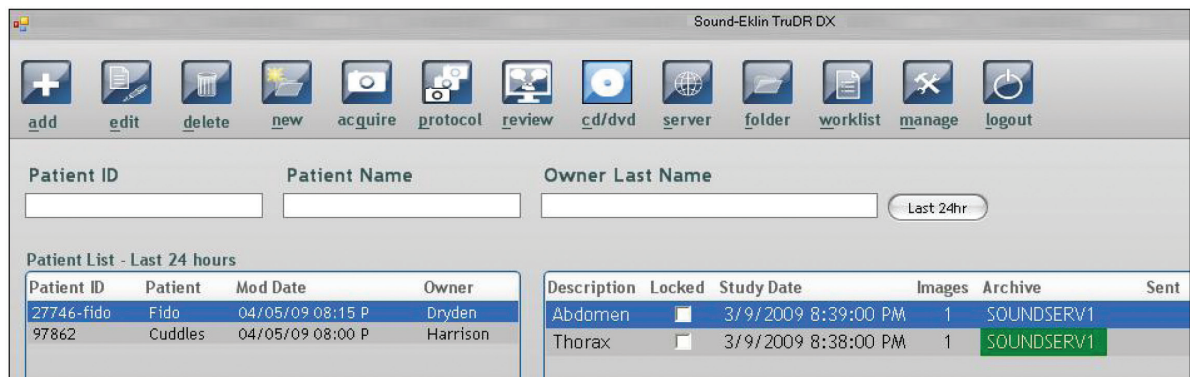 Sound-Eklin TruDR DX
add edit delete new acquire protocol review cd/dvd server folder worklist manage logout
Patient ID Patient Name Owner Last Name
Last 24hr
Patient List - Last 24 hours
Patient ID Patient Mod Date Owner
27746-fido Fido 04/05/09 08:15 P Dryden
97862 Cuddles 04/05/09 08:00 P Harrison
Description Locked Study Date Images Archive Sent
Abdomen 3/9/2009 8:39:00 PM 1 SOUNDSERV1
Thorax 3/9/2009 8:38:00 PM 1 SOUNDSERV1